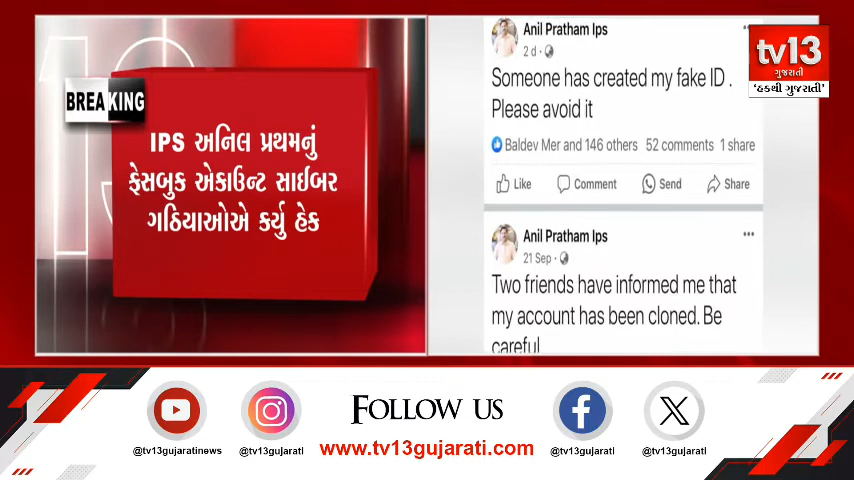 BREAKING
IPS અનિલ પ્રથમનું
ફેસબુક એકાઉન્ટ સાઈબર
ગઠિયાઓએ કર્યુ હેક
Anil Pratham Ips
2 d ·
Someone has created my fake ID .
Please avoid it
Baldev Mer and 146 others 52 comments 1 share
Like Comment Send Share
Anil Pratham Ips
21 Sep ·
Two friends have informed me that
my account has been cloned. Be
careful
tv13
ગુજરાતી
‘હકથી ગુજરાતી’
FOLLOW US
www.tv13gujarati.com
@tv13gujaratinews @tv13gujarati @tv13gujarati @tv13gujarati